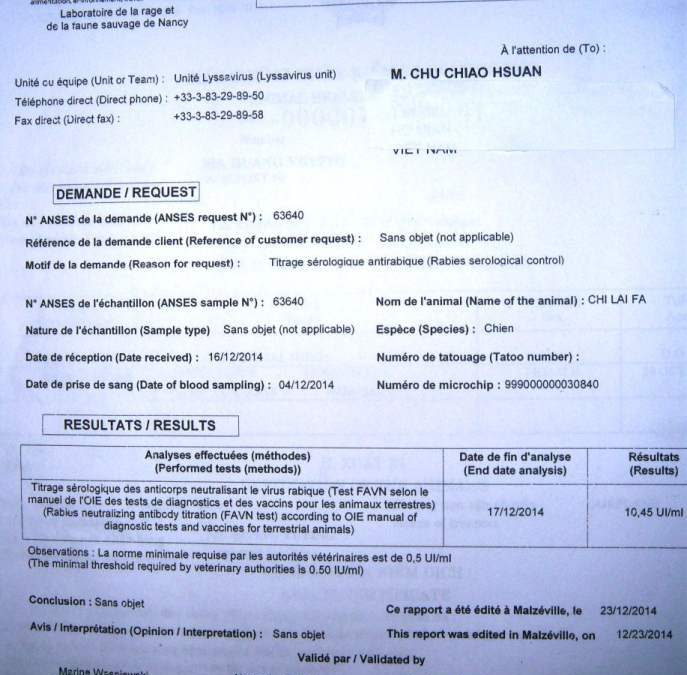 Laboratoire de la rage et
de la faune sauvage de Nancy
À l'attention de (To) :
M. CHU CHIAO HSUAN
VIET NAM
Unité cu équipe (Unit or Team) : Unité Lyssavirus (Lyssavirus unit)
Téléphone direct (Direct phone) : +33-3-83-29-89-50
Fax direct (Direct fax) : +33-3-83-29-89-58
DEMANDE / REQUEST
N° ANSES de la demande (ANSES request N°) : 63640
Référence de la demande client (Reference of customer request) : Sans objet (not applicable)
Motif de la demande (Reason for request) : Titrage sérologique antirabique (Rabies serological control)
N° ANSES de l'échantillon (ANSES sample N°) : 63640
Nom de l'animal (Name of the animal) : CHI LAI FA
Nature de l'échantillon (Sample type) Sans objet (not applicable)
Espèce (Species) : Chien
Date de réception (Date received) : 16/12/2014
Numéro de tatouage (Tatoo number) :
Date de prise de sang (Date of blood sampling) : 04/12/2014
Numéro de microchip : 999000000030840
RESULTATS / RESULTS
Analyses effectuées (méthodes)
(Performed tests (methods))
Date de fin d'analyse
(End date analysis)
Résultats
(Results)
Titrage sérologique des anticorps neutralisant le virus rabique (Test FAVN selon le
manuel de l'OIE des tests de diagnostics et des vaccins pour les animaux terrestres)
(Rabius neutralizing antibody titration (FAVN test) according to OIE manual of
diagnostic tests and vaccines for terrestrial animals)
17/12/2014
10,45 UI/ml
Observations : La norme minimale requise par les autorités vétérinaires est de 0,5 UI/ml
(The minimal threshold required by veterinary authorities is 0.50 IU/ml)
Conclusion : Sans objet
Ce rapport a été édité à Malzéville, le 23/12/2014
Avis / Interprétation (Opinion / Interpretation) : Sans objet
This report was edited in Malzéville, on 12/23/2014
Validé par / Validated by
Marine